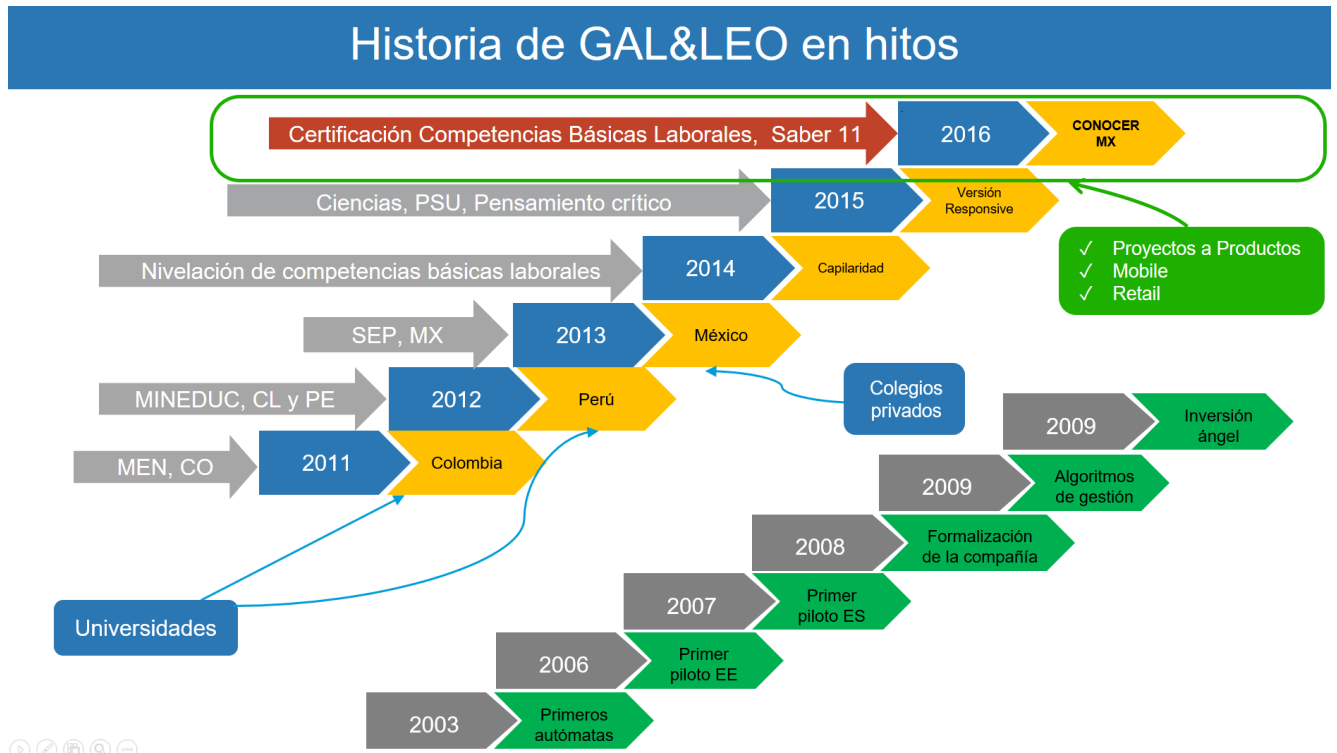 Historia de GAL&LEO en hitos
Certificación Competencias Básicas Laborales, Saber 11
2016
CONOCER
MX
Ciencias, PSU, Pensamiento crítico
2015
Versión
Responsive
✓ Proyectos a Productos
✓ Mobile
✓ Retail
Nivelación de competencias básicas laborales
2014
Capilaridad
SEP, MX
2013
México
Colegios
privados
MINEDUC, CL y PE
2012
Perú
MEN, CO
2011
Colombia
Universidades
2009
Inversión
ángel
2009
Algoritmos
de gestión
2008
Formalización
de la compañía
2007
Primer
piloto ES
2006
Primer
piloto EE
2003
Primeros
autómatas